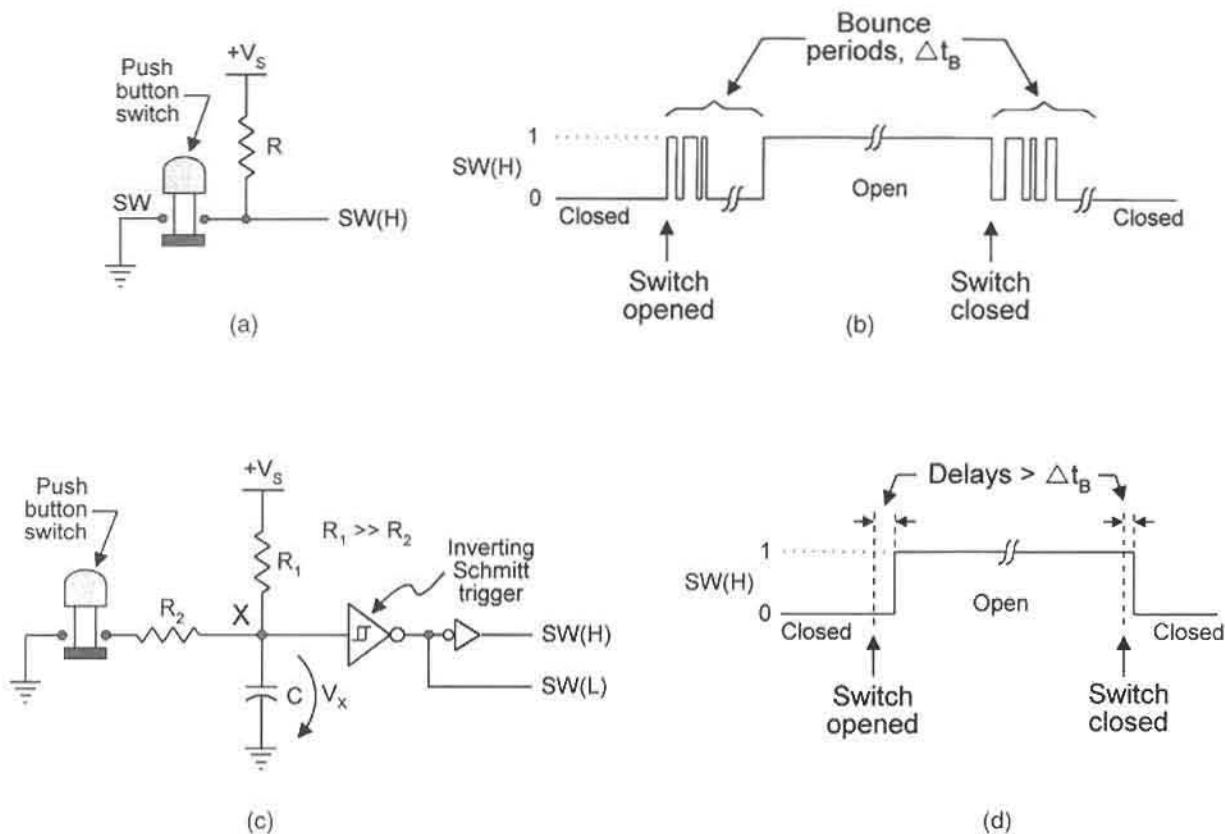 +V_S
Push
button
switch
R
SW
SW(H)
(a)
Bounce
periods, Δt_B
1
SW(H)
0
Closed
Open
Closed
Switch
opened
Switch
closed
(b)
+V_S
Push
button
switch
R_1
R_1 >> R_2
Inverting
Schmitt
trigger
R_2
X
SW(H)
SW(L)
C
V_X
(c)
Delays > Δt_B
1
SW(H)
0
Closed
Open
Closed
Switch
opened
Switch
closed
(d)